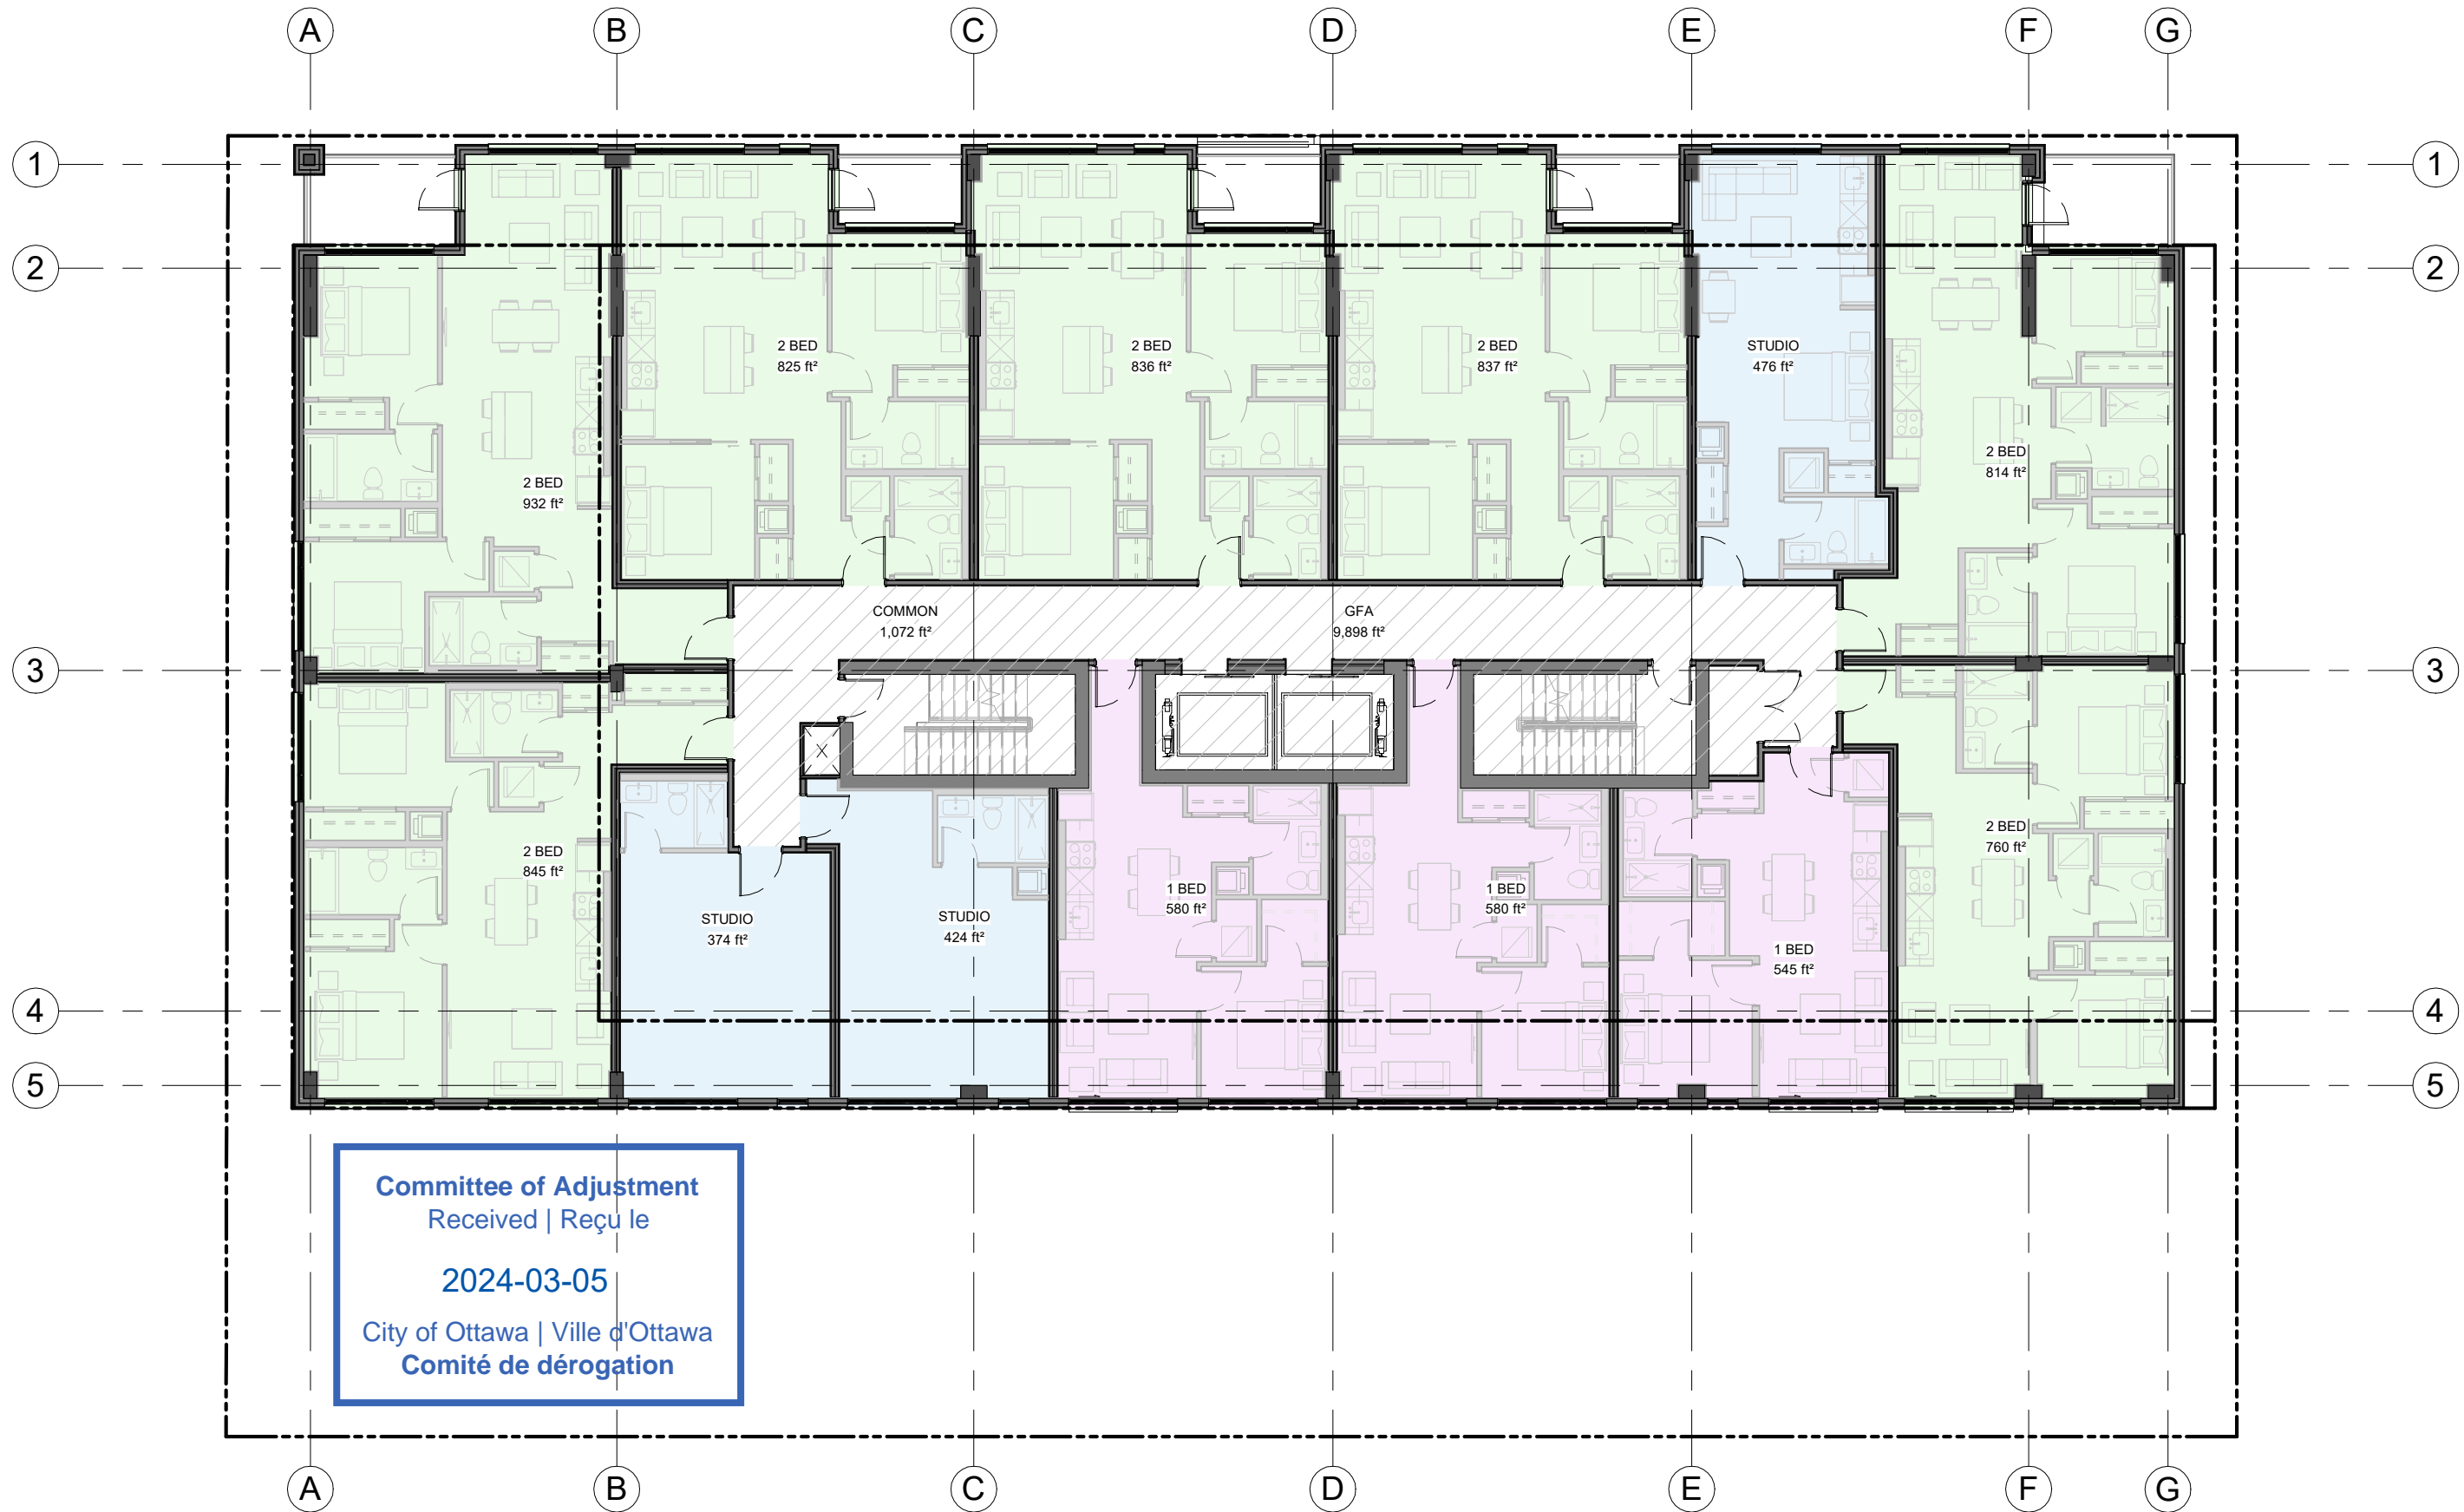 A B C D E F G
1 1
2 2
2 BED
825 ft²
2 BED
836 ft²
2 BED
837 ft²
STUDIO
476 ft²
2 BED
814 ft²
2 BED
932 ft²
COMMON
1,072 ft²
GFA
9,898 ft²
3 3
2 BED
845 ft²
2 BED
760 ft²
STUDIO
374 ft²
STUDIO
424 ft²
1 BED
580 ft²
1 BED
580 ft²
1 BED
545 ft²
4 4
5 5
Committee of Adjustment
Received | Reçu le
2024-03-05
City of Ottawa | Ville d'Ottawa
Comité de dérogation
A B C D E F G